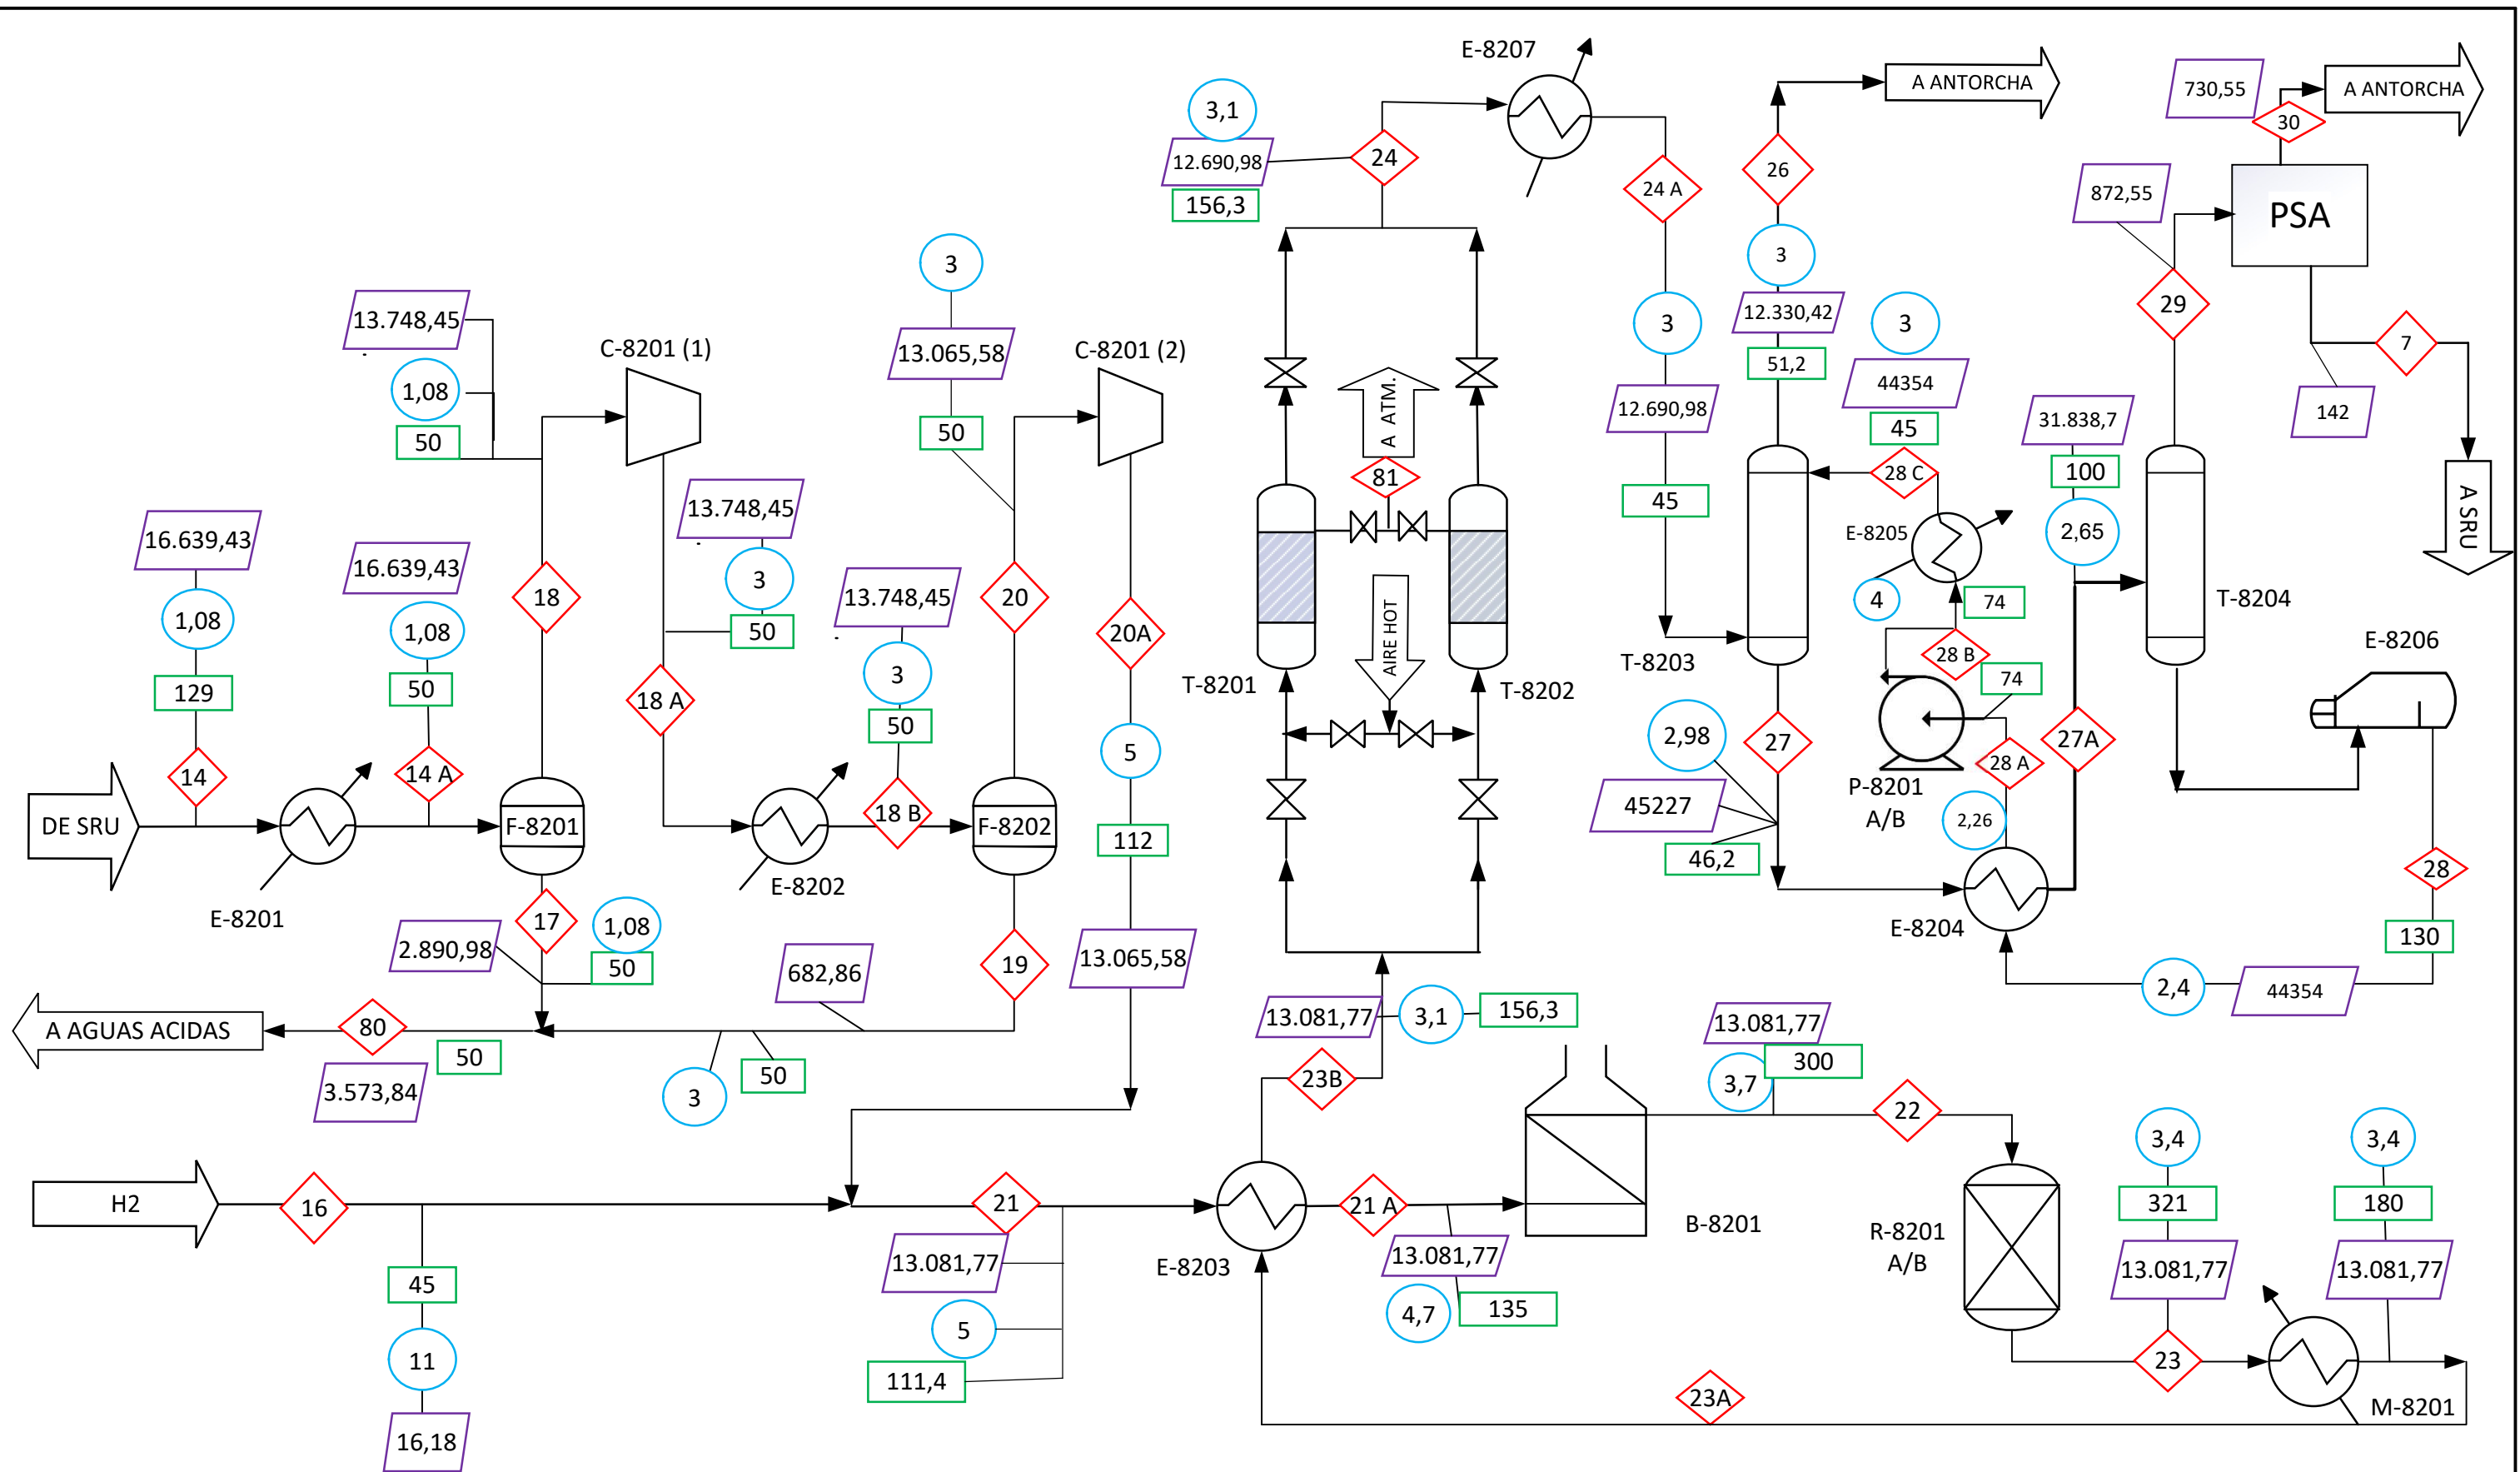 E-8207
A ANTORCHA
730,55
A ANTORCHA
30
3,1
12.690,98
156,3
24
24 A
26
872,55
PSA
3
13.748,45
1,08
50
C-8201 (1)
3
13.065,58
50
C-8201 (2)
3
12.690,98
45
3
12.330,42
51,2
3
44354
45
28 C
29
7
142
31.838,7
100
2,65
A ATM.
81
A SRU
16.639,43
1,08
129
14
16.639,43
1,08
50
14 A
18
13.748,45
3
50
18 A
13.748,45
3
50
18 B
20
20A
5
112
13.065,58
AIRE HOT
T-8201
T-8202
T-8203
E-8205
4
74
28 B
74
28 A
P-8201
A/B
2,26
27A
T-8204
E-8206
2,98
27
45227
46,2
E-8204
28
130
2,4
44354
DE SRU
E-8201
F-8201
E-8202
F-8202
17
2.890,98
1,08
50
682,86
19
A AGUAS ACIDAS
80
50
3.573,84
3
50
13.081,77
3,1
156,3
23B
13.081,77
300
3,7
22
H2
16
45
11
16,18
21
13.081,77
5
111,4
E-8203
21 A
13.081,77
4,7
135
B-8201
R-8201
A/B
3,4
321
13.081,77
23
3,4
180
13.081,77
M-8201
23A